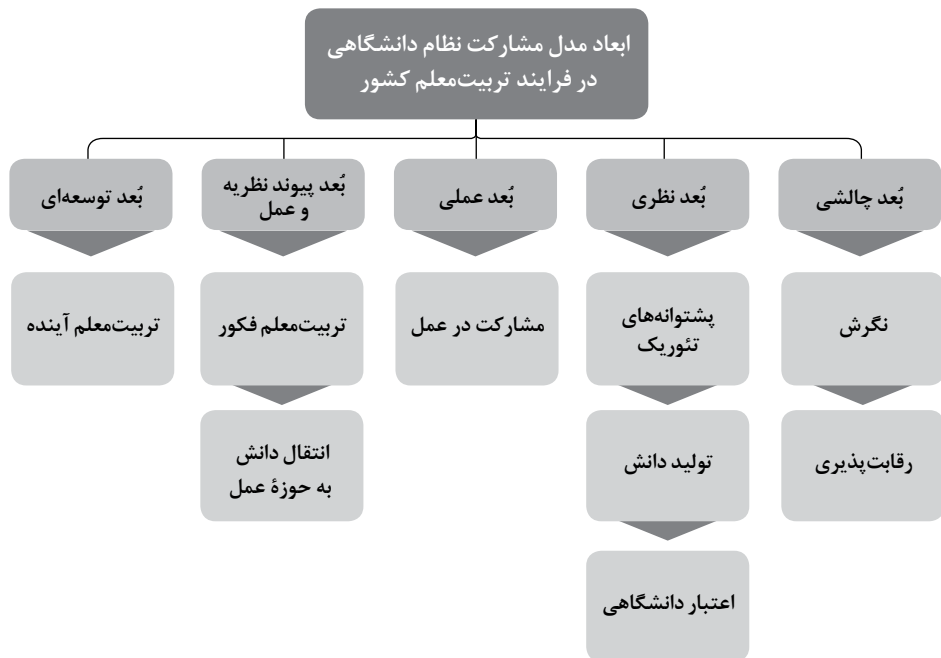 ابعاد مدل مشارکت نظام دانشگاهی
در فرایند تربیت‌معلم کشور
بُعد چالشی
نگرش
رقابت‌پذیری
بُعد نظری
پشتوانه‌های
تئوریک
تولید دانش
اعتبار دانشگاهی
بُعد عملی
مشارکت در عمل
بُعد پیوند نظریه
و عمل
تربیت‌معلم فکور
انتقال دانش
به حوزهٔ عمل
بُعد توسعه‌ای
تربیت‌معلم آینده